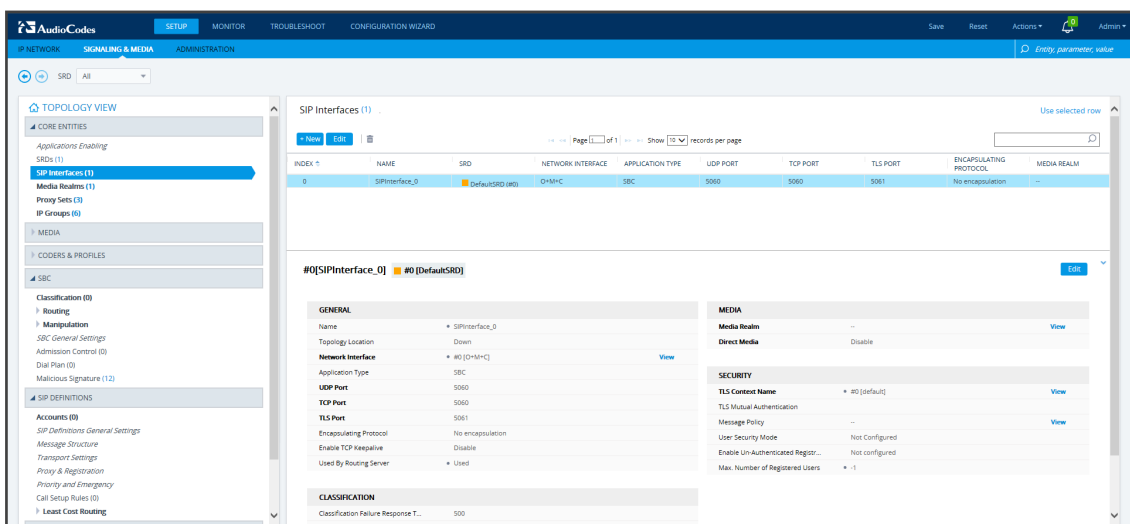 AudioCodes
SETUP MONITOR TROUBLESHOOT CONFIGURATION WIZARD Save Reset Actions 0 Admin
IP NETWORK SIGNALING & MEDIA ADMINISTRATION Entity, parameter, value
SRD All
TOPOLOGY VIEW
CORE ENTITIES
Applications Enabling
SRDs (1)
SIP Interfaces (1)
Media Realms (1)
Proxy Sets (3)
IP Groups (6)
MEDIA
CODERS & PROFILES
SBC
Classification (0)
Routing
Manipulation
SBC General Settings
Admission Control (0)
Dial Plan (0)
Malicious Signature (12)
SIP DEFINITIONS
Accounts (0)
SIP Definitions General Settings
Message Structure
Transport Settings
Proxy & Registration
Priority and Emergency
Call Setup Rules (0)
Least Cost Routing
SIP Interfaces (1) .
Use selected row
+ New Edit Page 1 of 1 Show 10 records per page
INDEX NAME SRD NETWORK INTERFACE APPLICATION TYPE UDP PORT TCP PORT TLS PORT ENCAPSULATING PROTOCOL MEDIA REALM
0 SIPInterface_0 DefaultSRD (#0) O+M+C SBC 5060 5060 5061 No encapsulation --
#0[SIPInterface_0] #0 [DefaultSRD] Edit
GENERAL
Name • SIPInterface_0
Topology Location Down
Network Interface • #0 [O+M+C] View
Application Type SBC
UDP Port 5060
TCP Port 5060
TLS Port 5061
Encapsulating Protocol No encapsulation
Enable TCP Keepalive Disable
Used By Routing Server • Used
CLASSIFICATION
Classification Failure Response T... 500
MEDIA
Media Realm -- View
Direct Media Disable
SECURITY
TLS Context Name • #0 [default] View
TLS Mutual Authentication
Message Policy -- View
User Security Mode Not Configured
Enable Un-Authenticated Registr... Not configured
Max. Number of Registered Users • -1